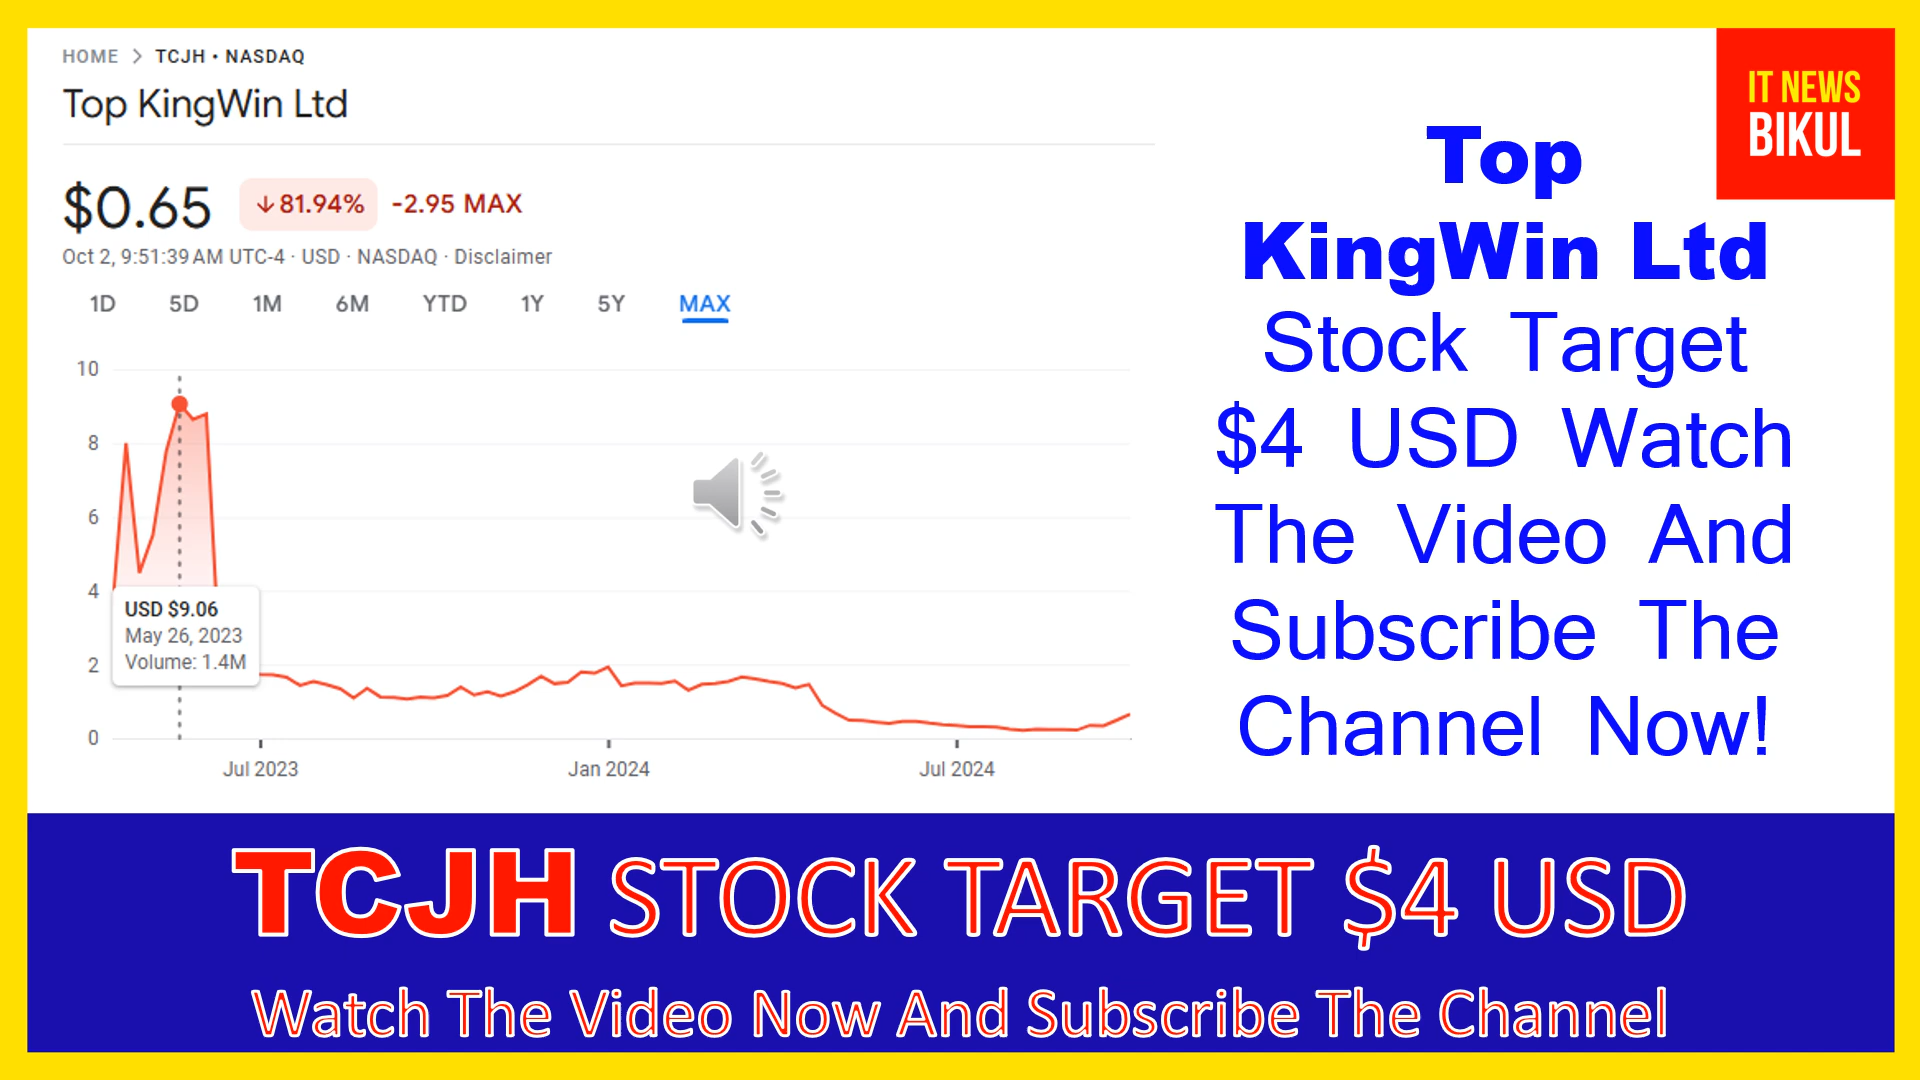 HOME > TCJH • NASDAQ
Top KingWin Ltd
$0.65 ↓81.94% -2.95 MAX
Oct 2, 9:51:39 AM UTC-4 · USD · NASDAQ · Disclaimer
1D 5D 1M 6M YTD 1Y 5Y MAX
10
8
6
4
2
0
USD $9.06
May 26, 2023
Volume: 1.4M
Jul 2023 Jan 2024 Jul 2024
IT NEWS
BIKUL
Top
KingWin Ltd
Stock Target
$4 USD Watch
The Video And
Subscribe The
Channel Now!
TCJH STOCK TARGET $4 USD
Watch The Video Now And Subscribe The Channel